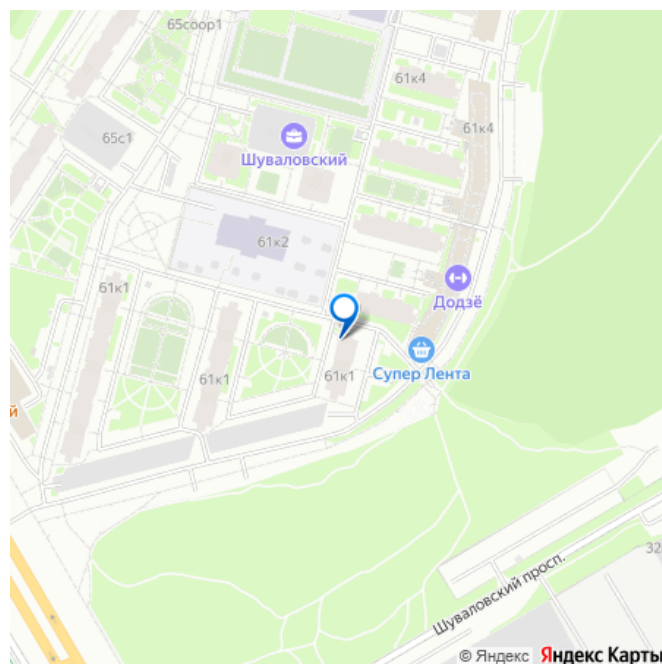 65соор1
61к4
61к4
65с1
Шуваловский
61к2
Додзё
61к1
Супер Лента
61к1
61к1
й
32
Шуваловский просп.
© Яндекс Яндекс Карты